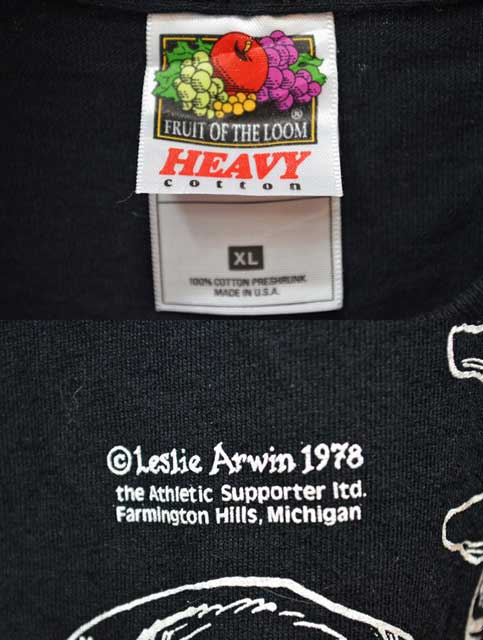 FRUIT OF THE LOOM ®
HEAVY
cotton
XL
100% COTTON PRESHRUNK
MADE IN U.S.A.
© Leslie Arwin 1978
the Athletic Supporter ltd.
Farmington Hills, Michigan